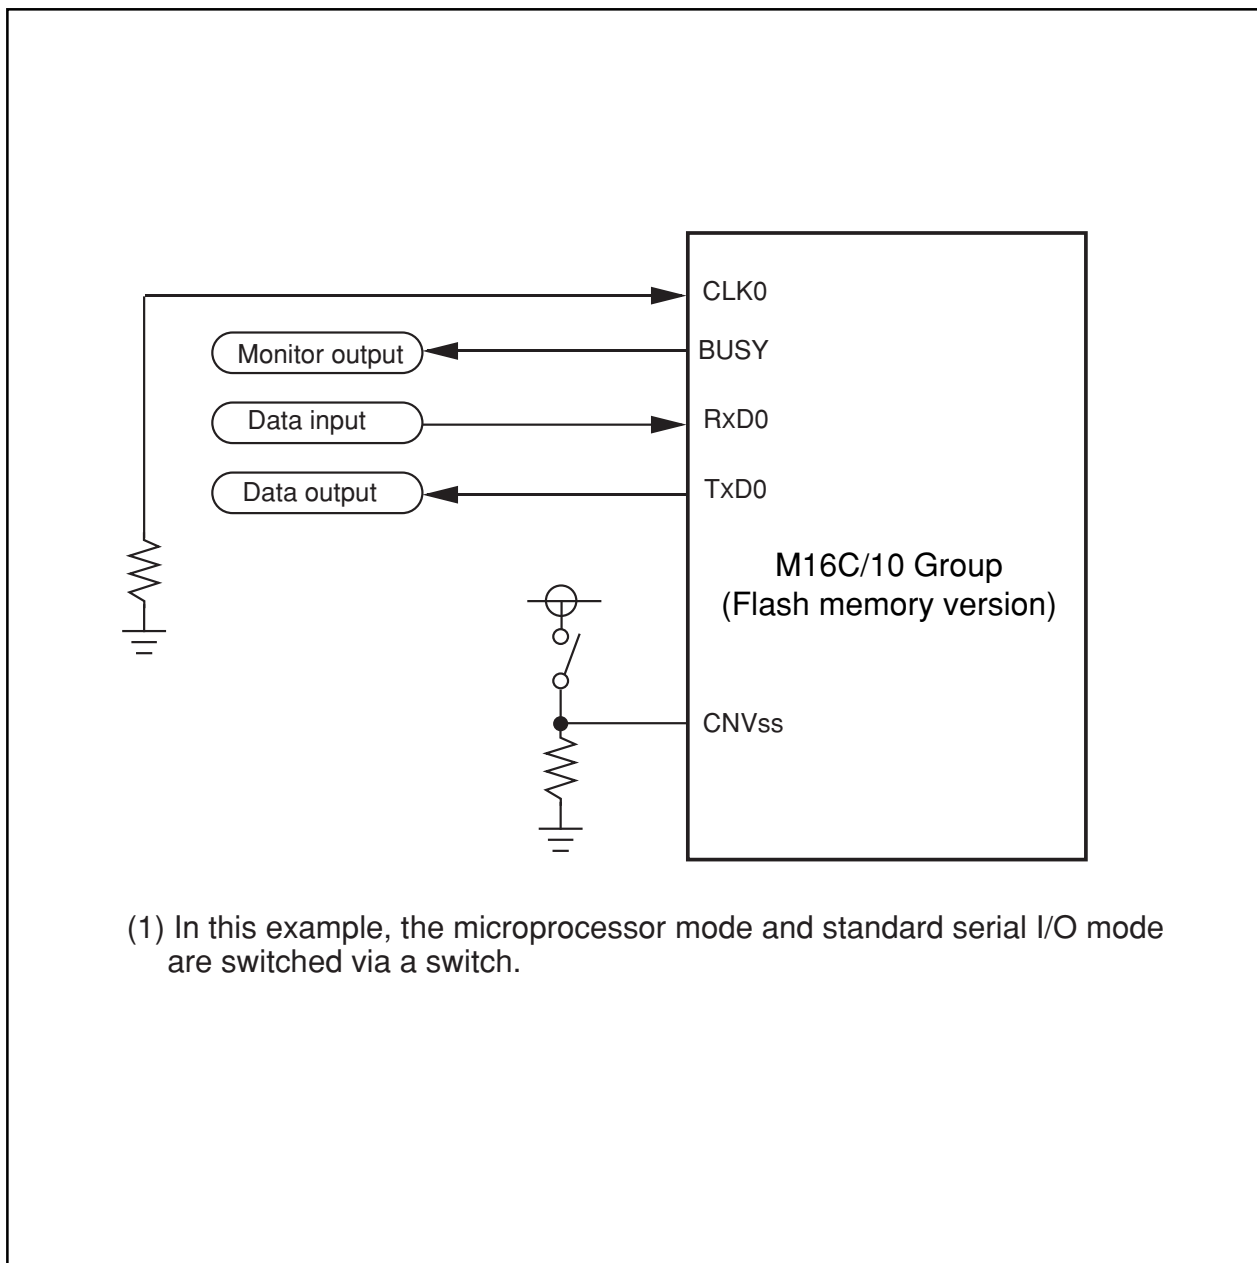 CLK0
Monitor output
BUSY
Data input
RxD0
Data output
TxD0
M16C/10 Group
(Flash memory version)
CNVss
(1) In this example, the microprocessor mode and standard serial I/O mode
are switched via a switch.